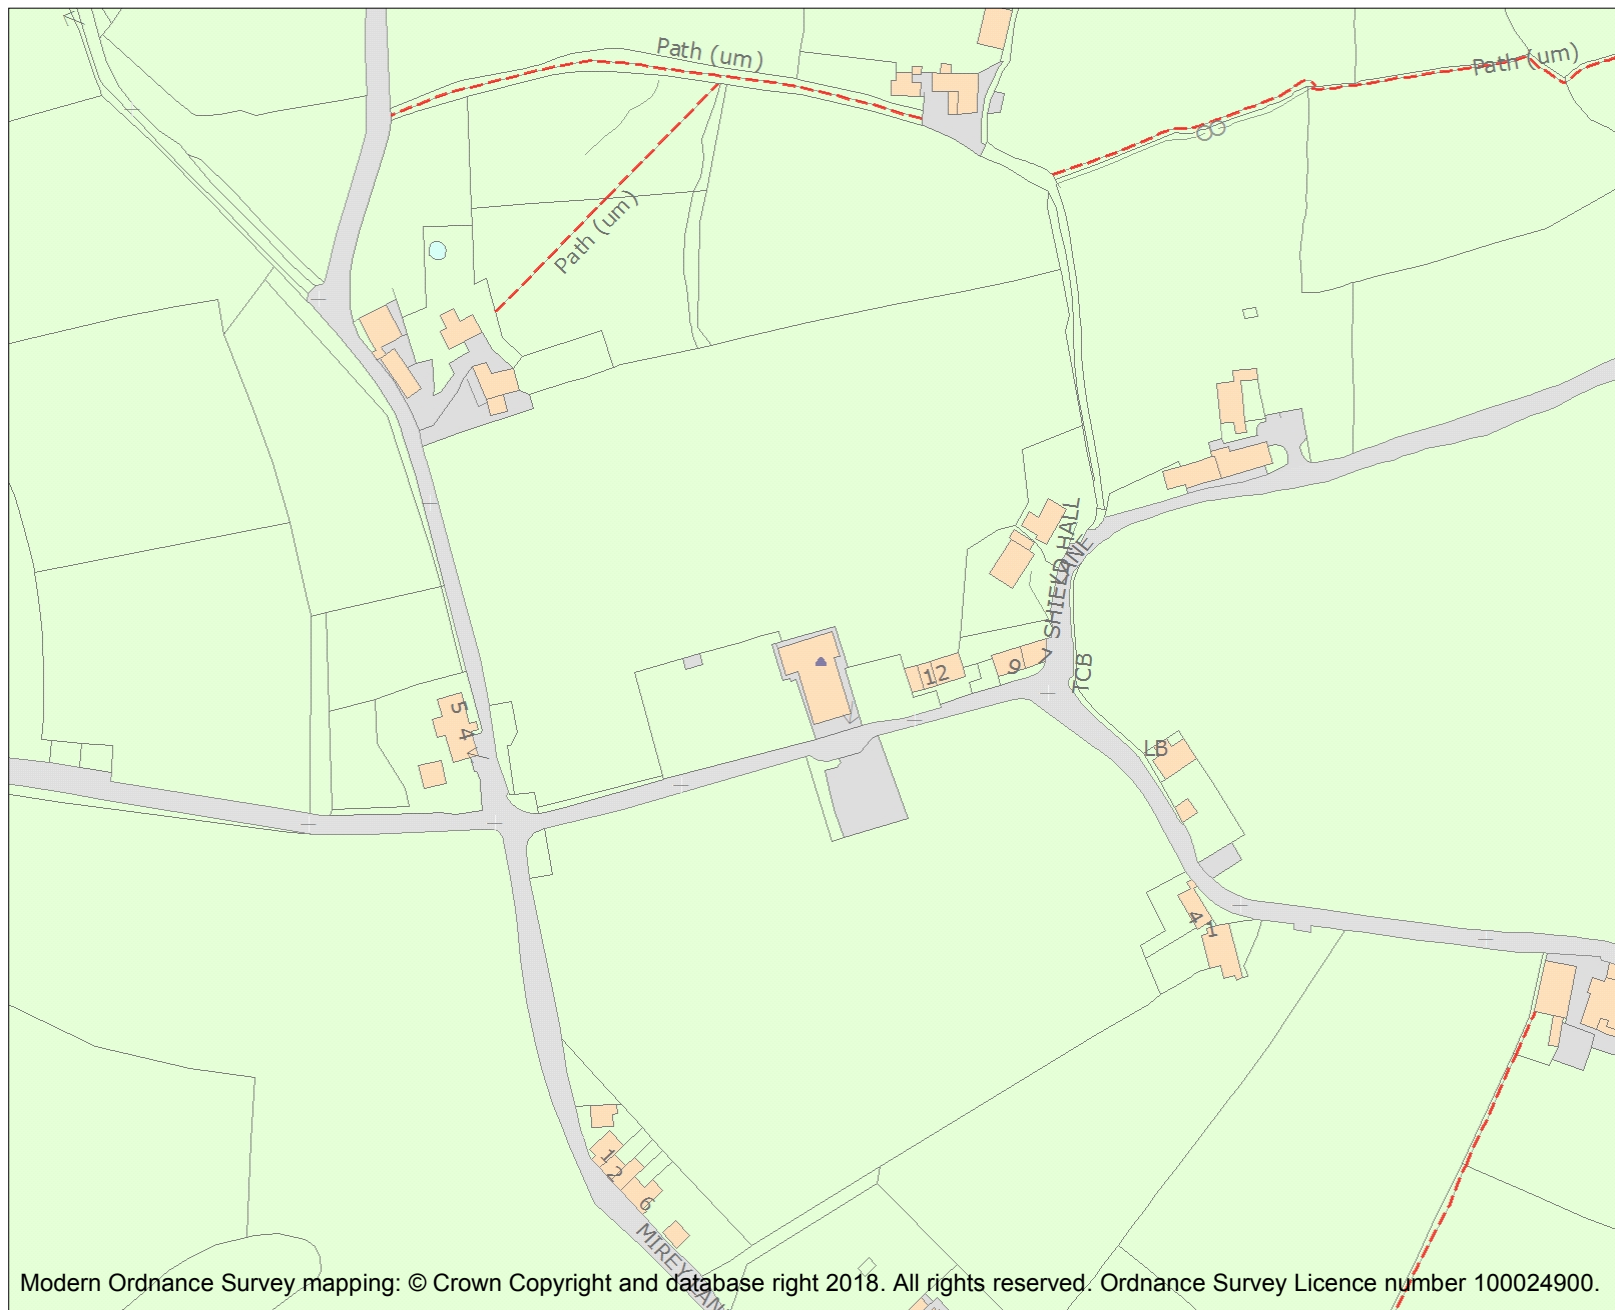 Path (um)
Path (um)
Path (um)
SHIELD HALL
LANE
12
9
7
TCB
5
4
LB
4
1
1
2
6
MIREY LAN
Modern Ordnance Survey mapping: © Crown Copyright and database right 2018. All rights reserved. Ordnance Survey Licence number 100024900.